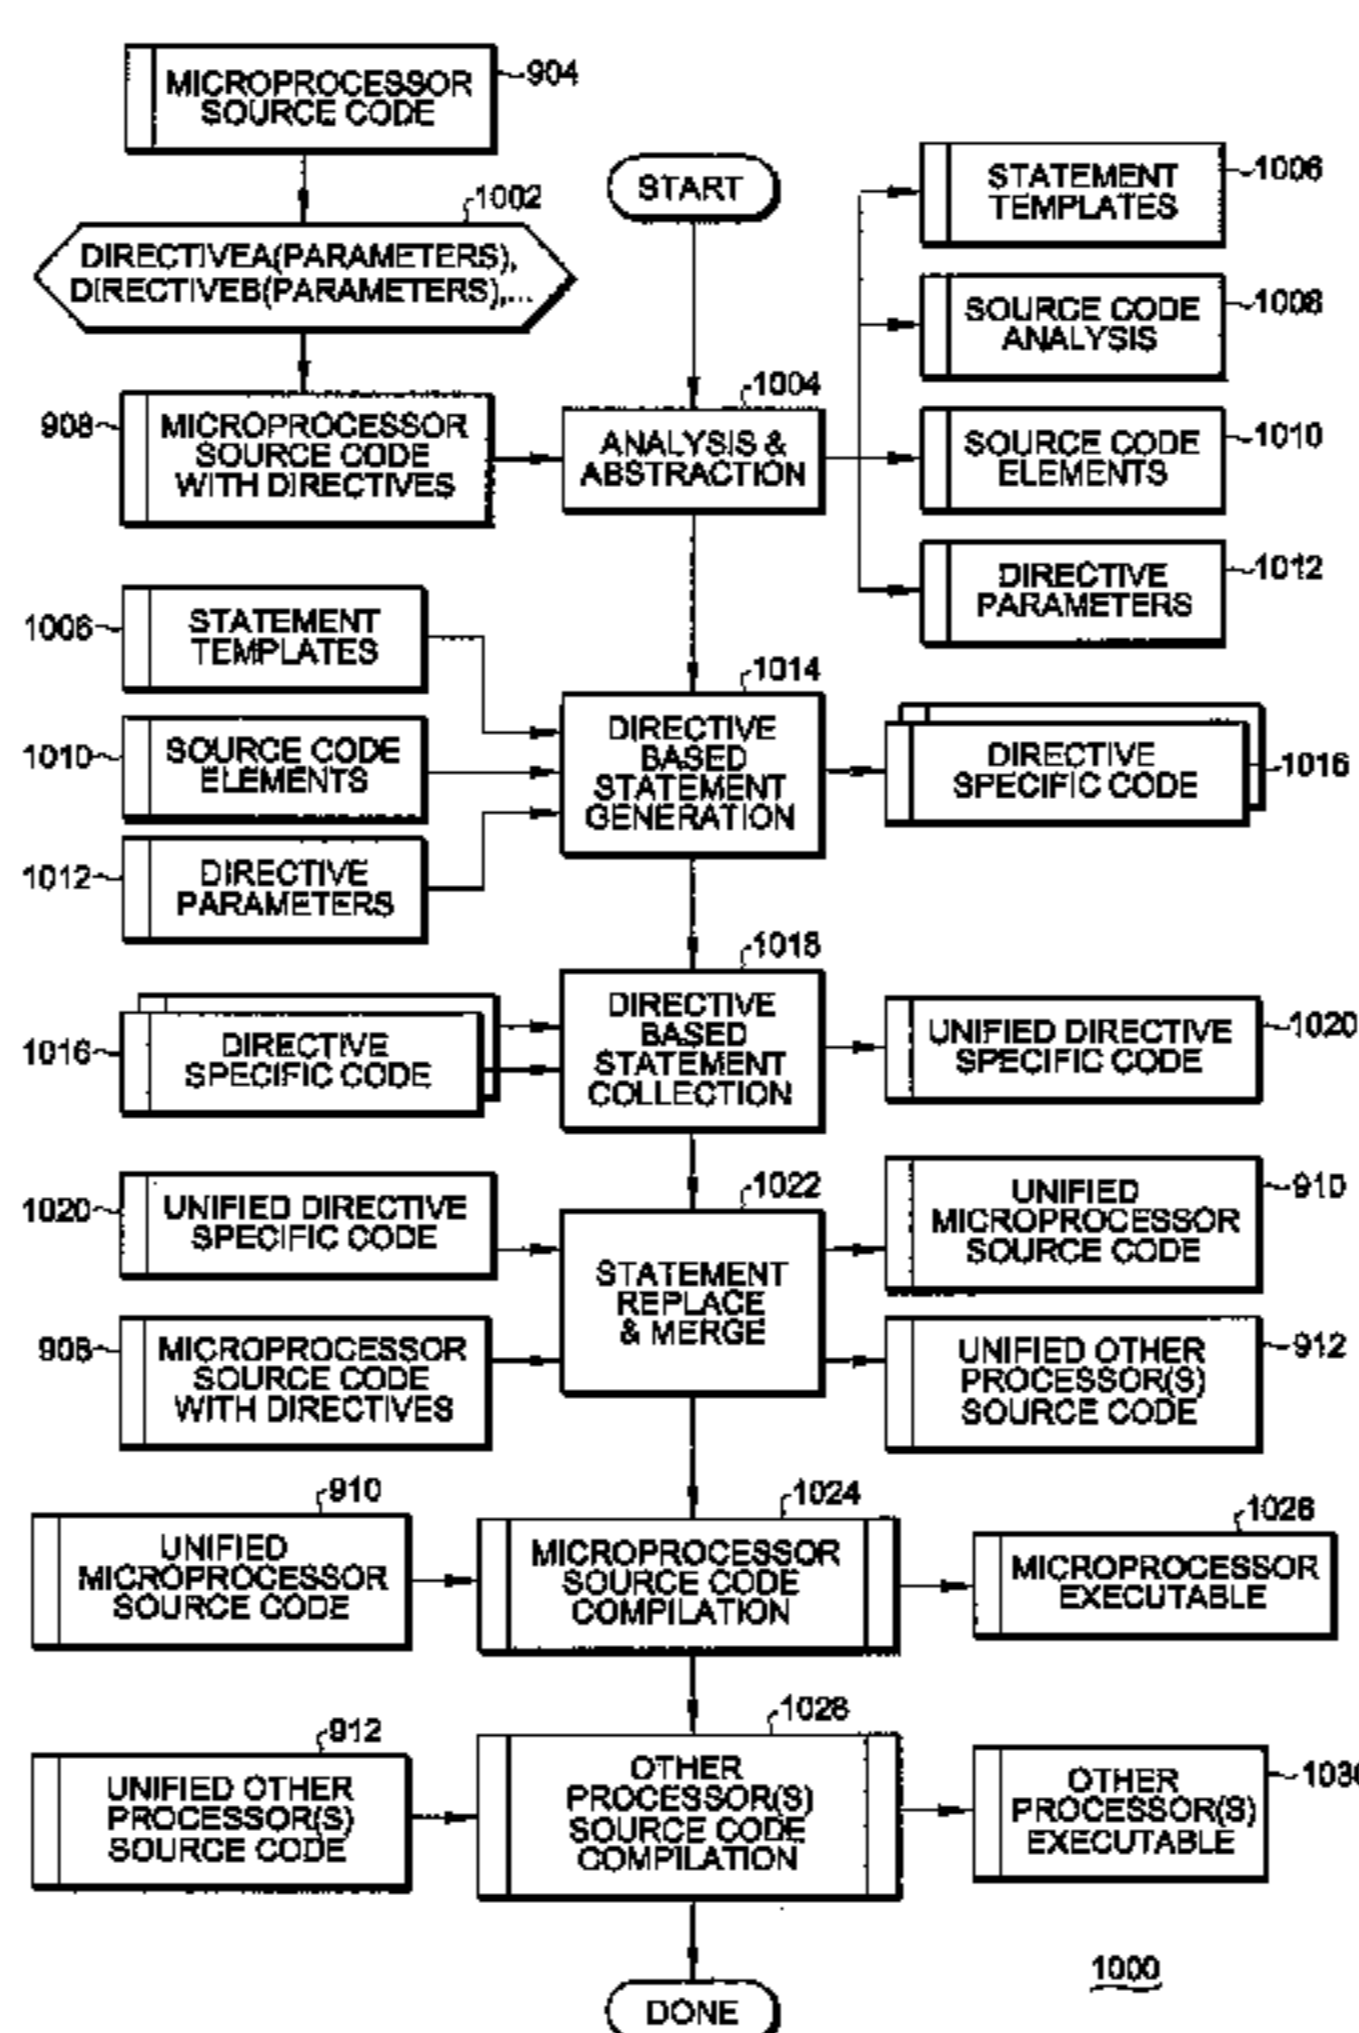 MICROPROCESSOR
SOURCE CODE
904
1002
DIRECTIVEA(PARAMETERS),
DIRECTIVEB(PARAMETERS),...
START
STATEMENT
TEMPLATES
1006
SOURCE CODE
ANALYSIS
1008
908
MICROPROCESSOR
SOURCE CODE
WITH DIRECTIVES
1004
ANALYSIS &
ABSTRACTION
SOURCE CODE
ELEMENTS
1010
DIRECTIVE
PARAMETERS
1012
1006
STATEMENT
TEMPLATES
1010
SOURCE CODE
ELEMENTS
1012
DIRECTIVE
PARAMETERS
1014
DIRECTIVE
BASED
STATEMENT
GENERATION
DIRECTIVE
SPECIFIC CODE
1016
1016
DIRECTIVE
SPECIFIC CODE
1018
DIRECTIVE
BASED
STATEMENT
COLLECTION
UNIFIED DIRECTIVE
SPECIFIC CODE
1020
1020
UNIFIED DIRECTIVE
SPECIFIC CODE
908
MICROPROCESSOR
SOURCE CODE
WITH DIRECTIVES
1022
STATEMENT
REPLACE
& MERGE
UNIFIED
MICROPROCESSOR
SOURCE CODE
910
UNIFIED OTHER
PROCESSOR(S)
SOURCE CODE
912
910
UNIFIED
MICROPROCESSOR
SOURCE CODE
1024
MICROPROCESSOR
SOURCE CODE
COMPILATION
1026
MICROPROCESSOR
EXECUTABLE
912
UNIFIED OTHER
PROCESSOR(S)
SOURCE CODE
1028
OTHER
PROCESSOR(S)
SOURCE CODE
COMPILATION
OTHER
PROCESSOR(S)
EXECUTABLE
1030
DONE
1000